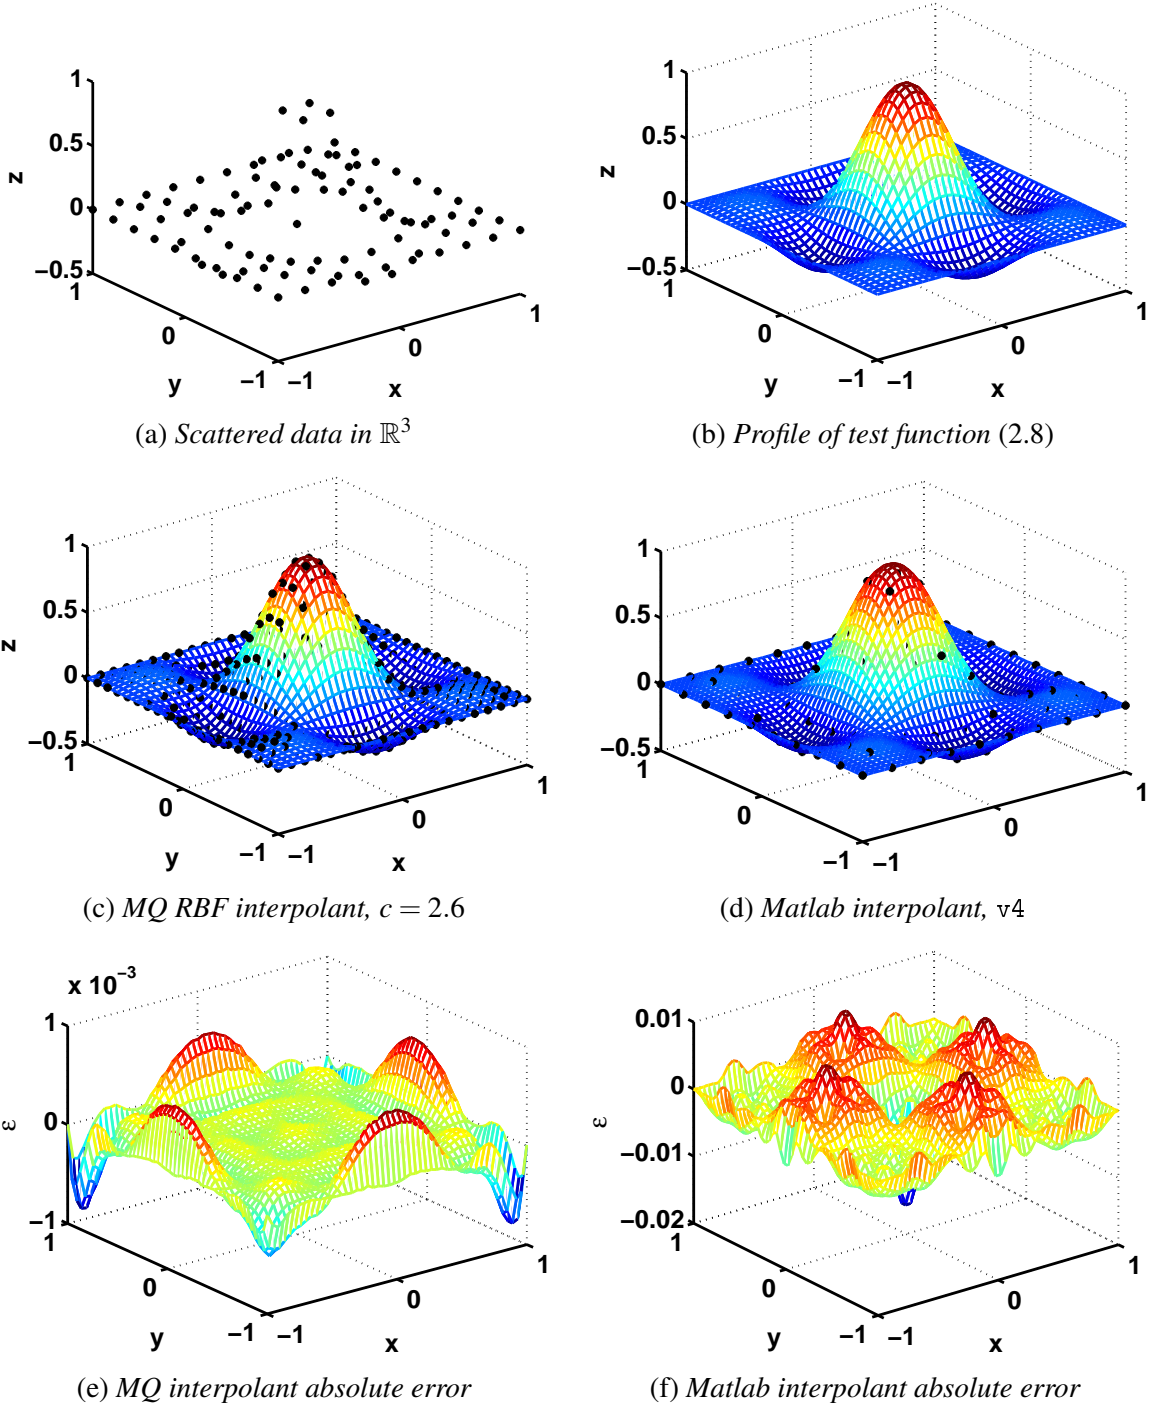 1
0.5
0
−0.5
z
1
0
−1
y
−1
0
1
x
(a) Scattered data in ℝ³
1
0.5
0
−0.5
z
1
0
−1
y
−1
0
1
x
(b) Profile of test function (2.8)
1
0.5
0
−0.5
z
1
0
−1
y
−1
0
1
x
(c) MQ RBF interpolant, c = 2.6
1
0.5
0
−0.5
1
0
−1
−1
0
1
(d) Matlab interpolant, v4
x 10⁻³
1
0
−1
ε
1
0
−1
y
−1
0
1
x
(e) MQ interpolant absolute error
0.01
0
−0.01
−0.02
ε
1
0
−1
y
−1
0
1
x
(f) Matlab interpolant absolute error